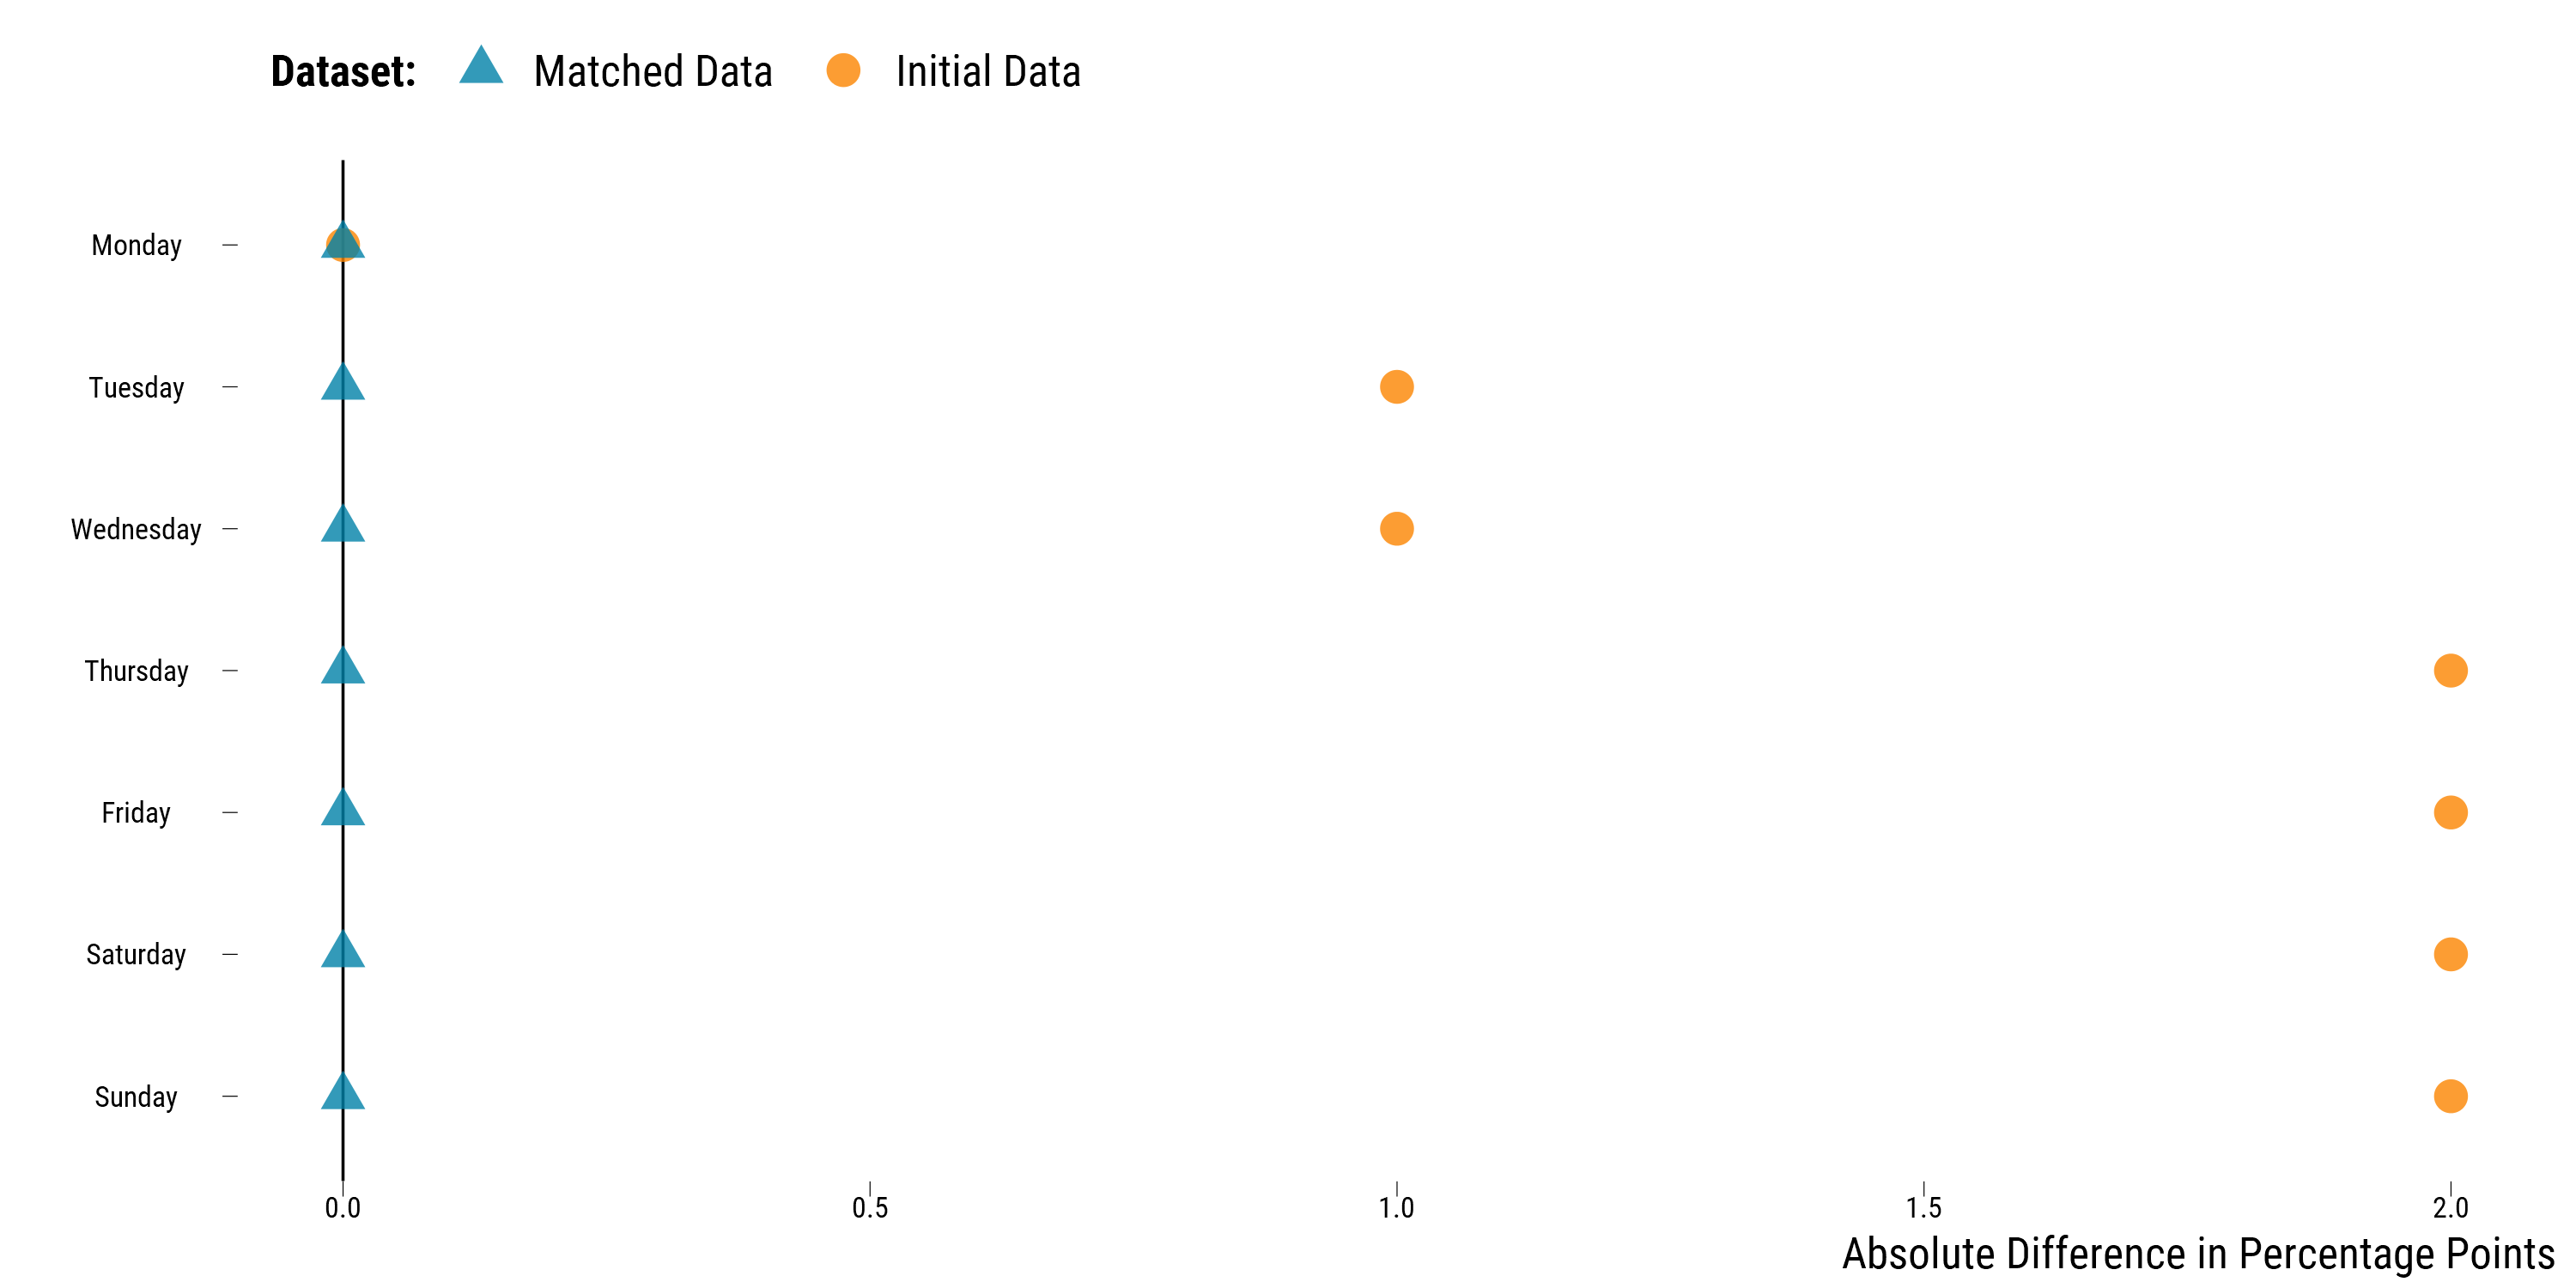 Dataset: Matched Data Initial Data
Monday
Tuesday
Wednesday
Thursday
Friday
Saturday
Sunday
0.0 0.5 1.0 1.5 2.0
Absolute Difference in Percentage Points